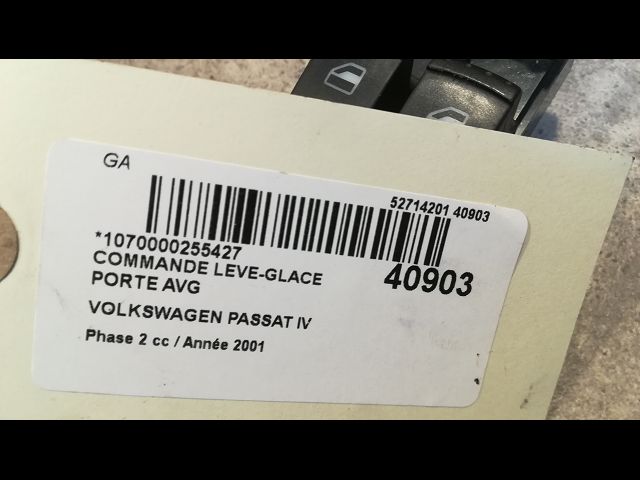 GA
52714201 40903
*1070000255427
COMMANDE LEVE-GLACE
40903
PORTE AVG
VOLKSWAGEN PASSAT IV
Phase 2 cc / Année 2001